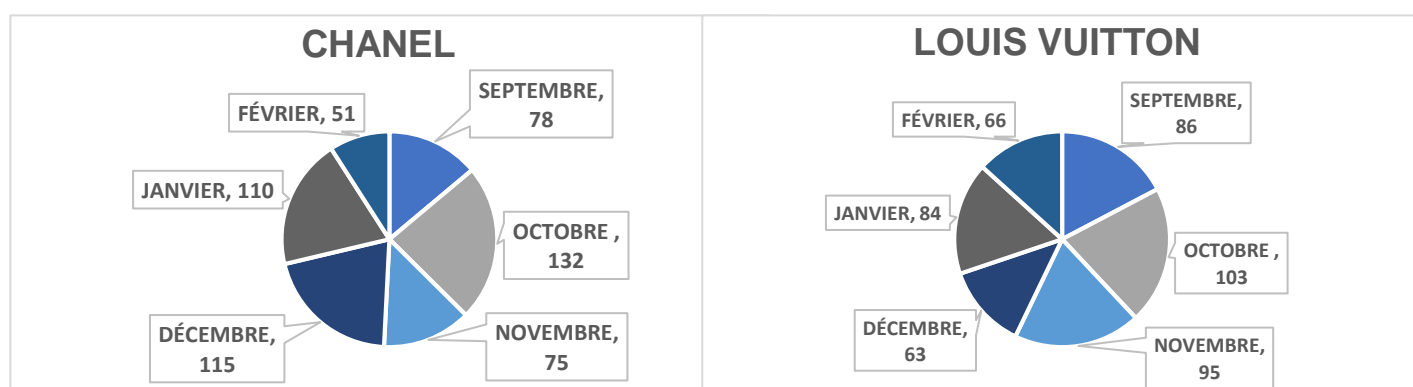 CHANEL
SEPTEMBRE,
78
FÉVRIER, 51
JANVIER, 110
OCTOBRE ,
132
DÉCEMBRE,
115
NOVEMBRE,
75
LOUIS VUITTON
SEPTEMBRE,
86
FÉVRIER, 66
JANVIER, 84
OCTOBRE ,
103
DÉCEMBRE,
63
NOVEMBRE,
95